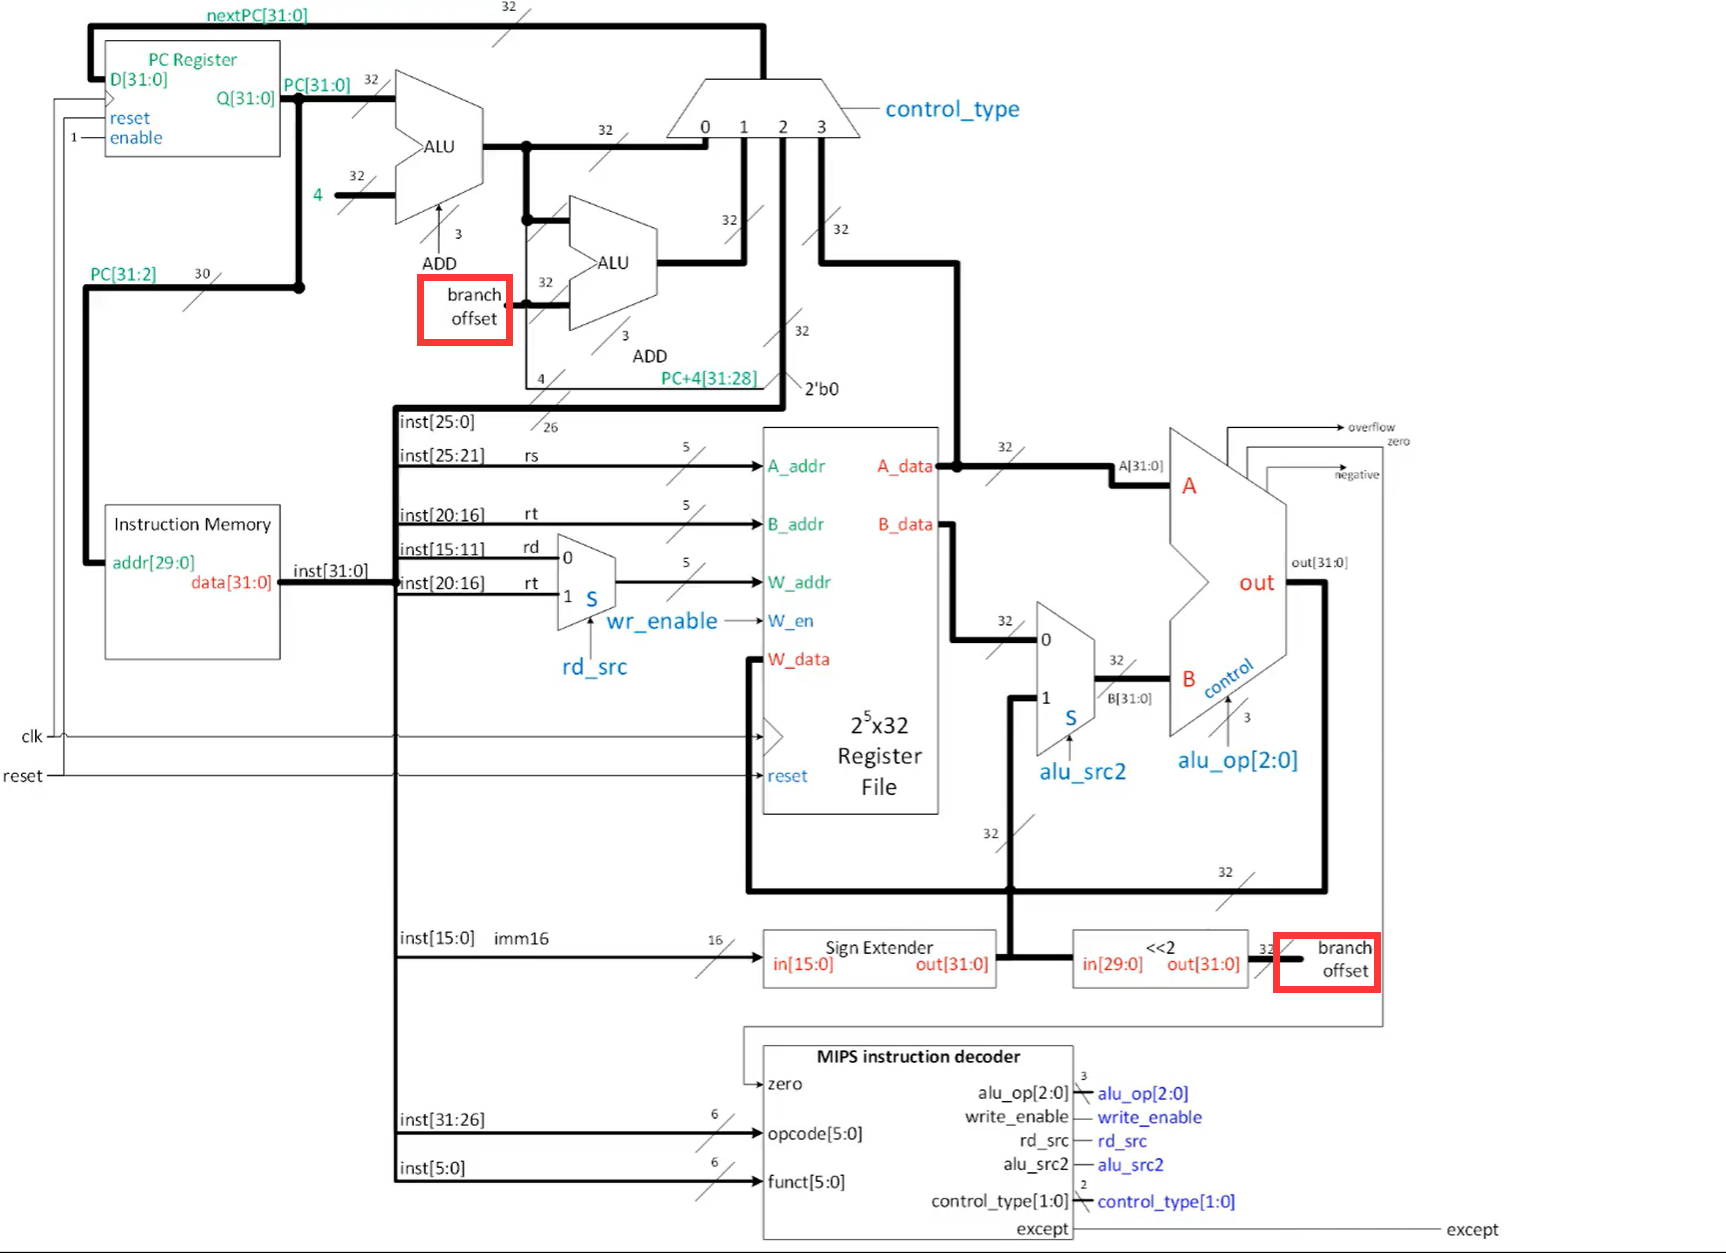 nextPC[31:0]
32
PC Register
D[31:0]
Q[31:0]
reset
1
enable
PC[31:0]
32
ALU
32
4
3
ADD
32
0
1
2
3
control_type
PC[31:2]
30
branch
offset
32
ALU
3
ADD
32
32
32
4
PC+4[31:28]
2'b0
inst[25:0]
26
inst[25:21]
rs
5
inst[20:16]
rt
5
inst[15:11]
rd
0
inst[20:16]
rt
1
S
rd_src
5
wr_enable
Instruction Memory
addr[29:0]
data[31:0]
inst[31:0]
A_addr
A_data
B_addr
B_data
W_addr
W_en
W_data
2⁵x32
Register
File
reset
clk
reset
32
A[31:0]
32
0
1
S
alu_src2
32
B[31:0]
A
B
out
control
3
alu_op[2:0]
overflow
zero
negative
out[31:0]
32
32
inst[15:0]
imm16
16
Sign Extender
in[15:0]
out[31:0]
<<2
in[29:0]
out[31:0]
32
branch
offset
MIPS instruction decoder
zero
inst[31:26]
6
opcode[5:0]
inst[5:0]
6
funct[5:0]
alu_op[2:0]
3
alu_op[2:0]
write_enable
write_enable
rd_src
rd_src
alu_src2
alu_src2
control_type[1:0]
2
control_type[1:0]
except
except